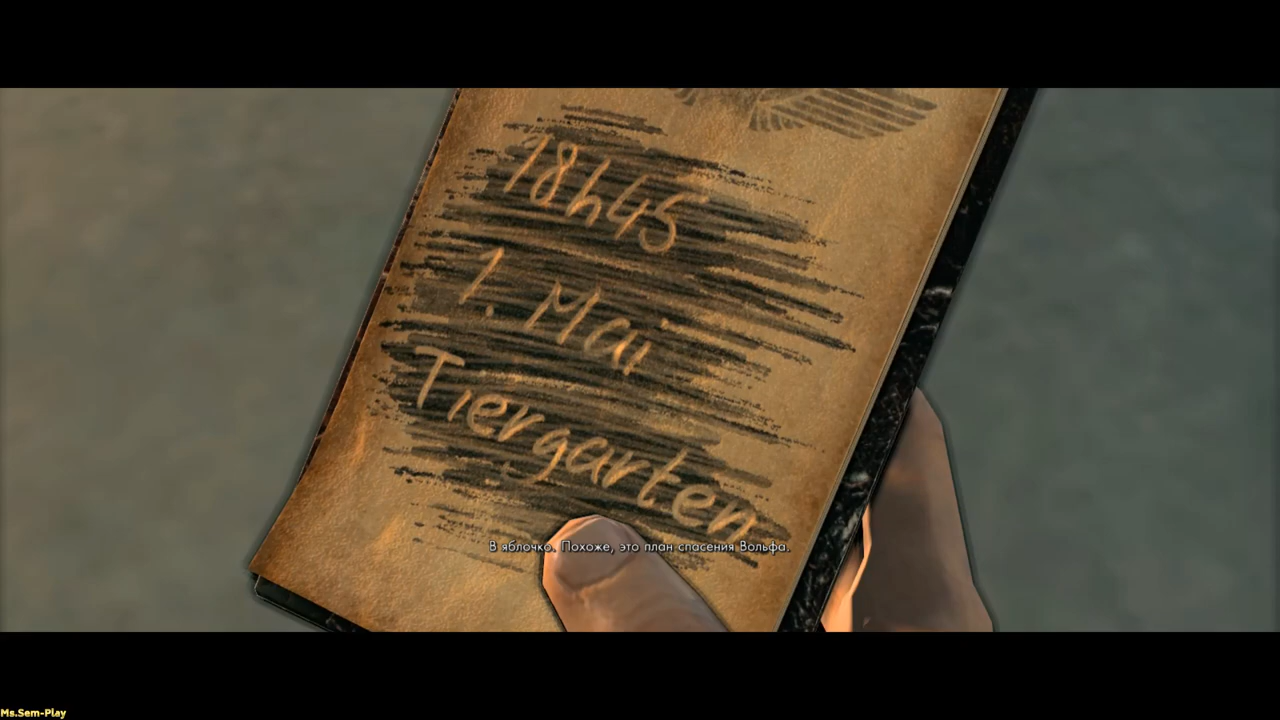 18h45
1. Mai
Tiergarten
В яблочко. Похоже, это план спасения Вольфа.
Ms.Sem-Play